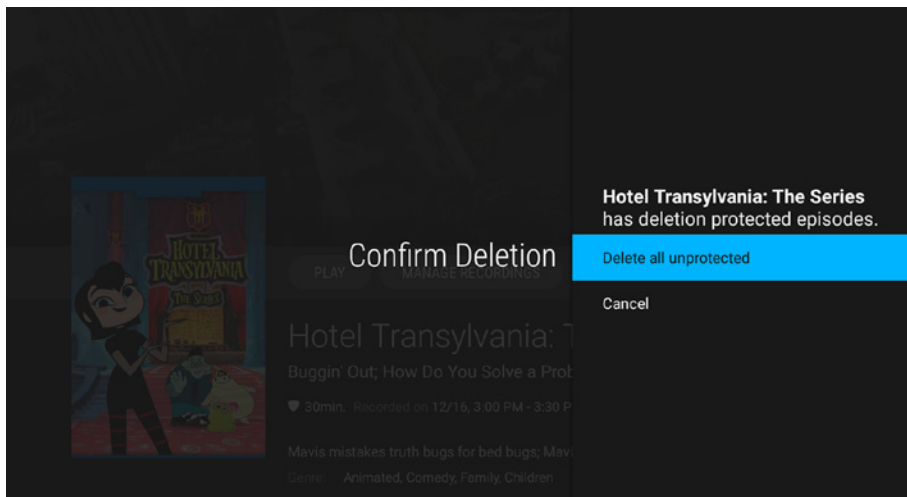 Hotel Transylvania: The Series
has deletion protected episodes.
Confirm Deletion
Delete all unprotected
Cancel
HOTEL
TRANSYLVANIA
THE SERIES
PLAY
MANAGE RECORDINGS
Hotel Transylvania: T
Buggin' Out; How Do You Solve a Prob
30min. Recorded on 12/16, 3:00 PM - 3:30 P
Mavis mistakes truth bugs for bed bugs; Mavi
Genre: Animated, Comedy, Family, Children